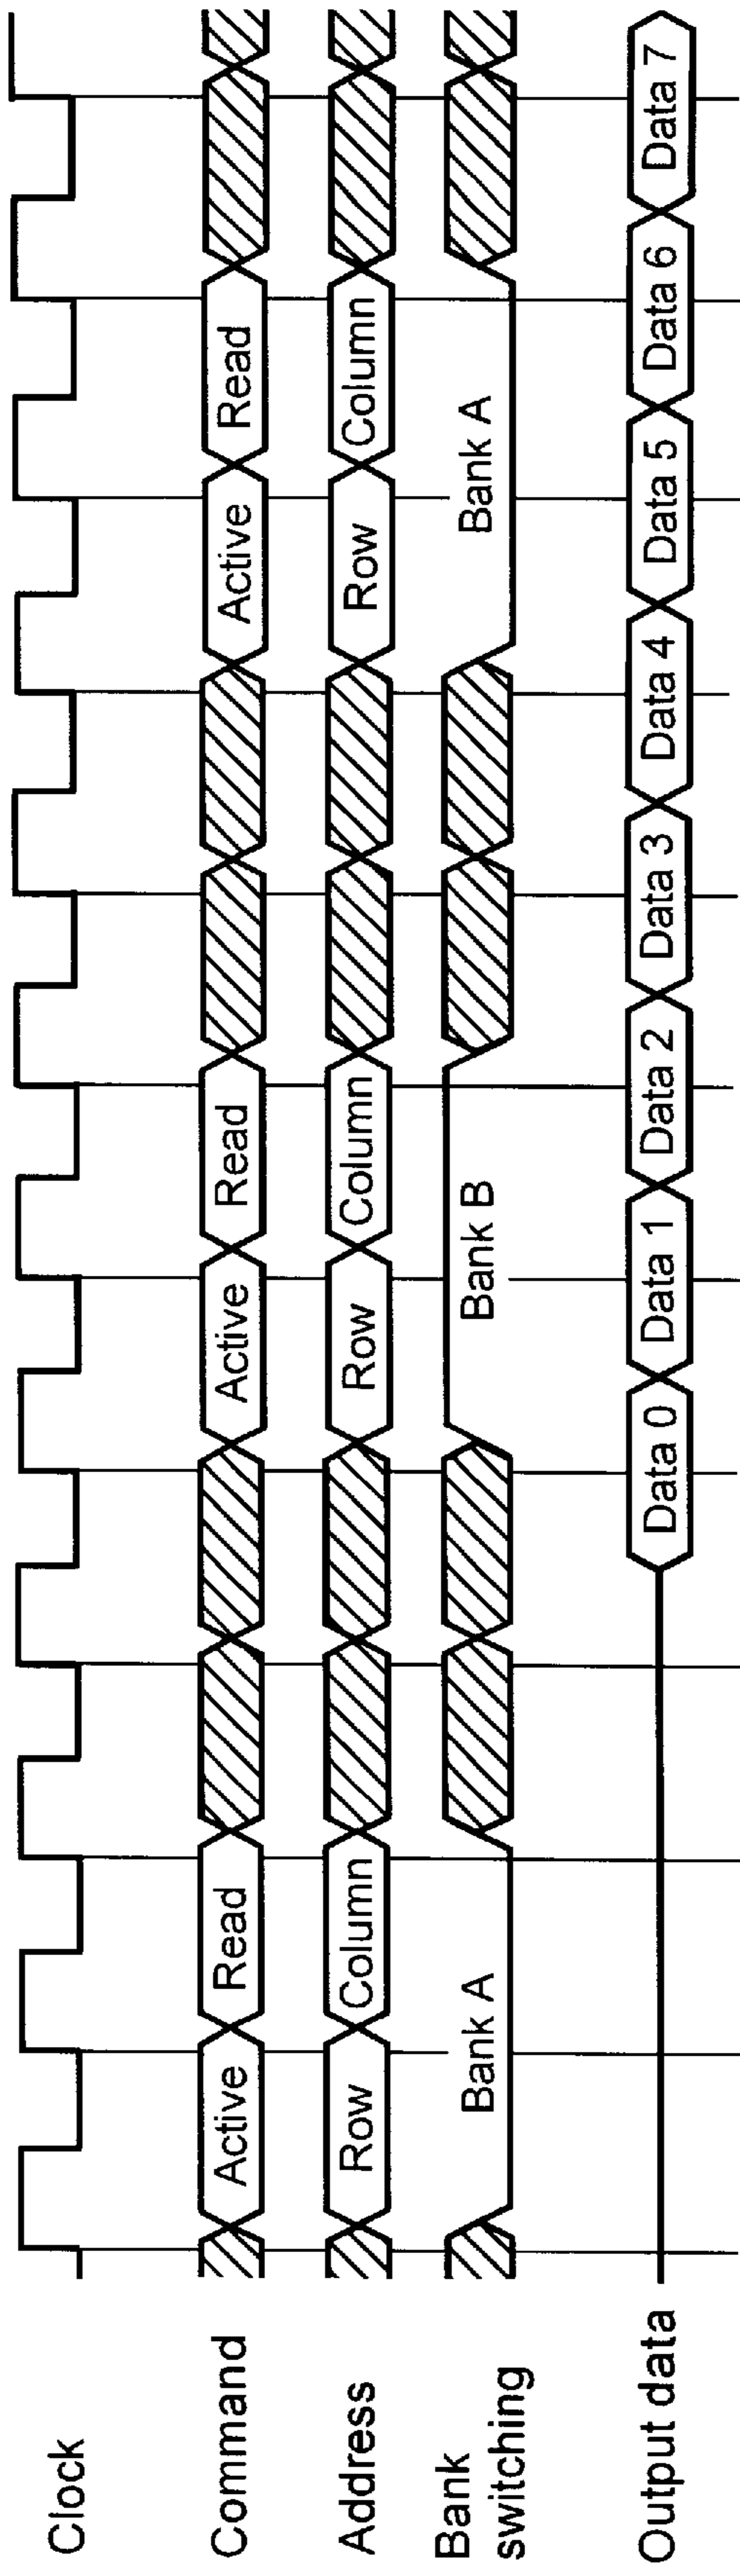 Clock
Command
Active
Read
Active
Read
Active
Read
Address
Row
Column
Row
Column
Row
Column
Bank
switching
Bank A
Bank B
Bank A
Output data
Data 0
Data 1
Data 2
Data 3
Data 4
Data 5
Data 6
Data 7